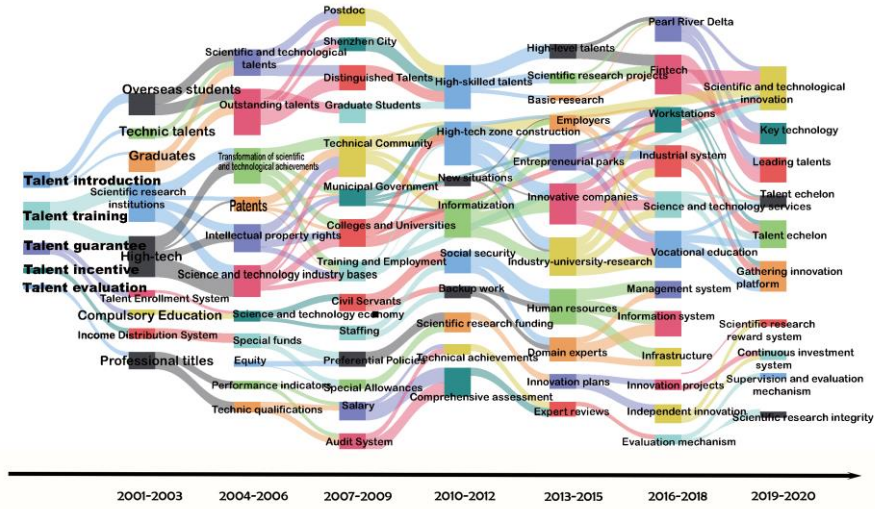 Talent introduction
Talent training
Talent guarantee
Talent incentive
Talent evaluation
Overseas students
Technic talents
Graduates
Scientific research
institutions
High-tech
Talent Enrollment System
Compulsory Education
Income Distribution System
Professional titles
Scientific and technological
talents
Outstanding talents
Transformation of scientific
and technological achievements
Patents
Intellectual property rights
Science and technology industry bases
Science and technology economy
Special funds
Equity
Performance indicators
Technic qualifications
Postdoc
Shenzhen City
Distinguished Talents
Graduate Students
Technical Community
Municipal Government
Colleges and Universities
Training and Employment
Civil Servants
Staffing
Preferential Policies
Special Allowances
Salary
Audit System
High-skilled talents
High-tech zone construction
New situations
Informatization
Social security
Backup work
Scientific research funding
Technical achievements
Comprehensive assessment
High-level talents
Scientific research projects
Basic research
Employers
Entrepreneurial parks
Innovative companies
Industry-university-research
Human resources
Domain experts
Innovation plans
Expert reviews
Pearl River Delta
Fintech
Workstations
Industrial system
Science and technology services
Vocational education
Management system
Information system
Infrastructure
Innovation projects
Independent innovation
Evaluation mechanism
Scientific and technological
innovation
Key technology
Leading talents
Talent echelon
Talent echelon
Gathering innovation
platform
Scientific research
reward system
Continuous investment
system
Supervision and evaluation
mechanism
Scientific research integrity
2001-2003
2004-2006
2007-2009
2010-2012
2013-2015
2016-2018
2019-2020